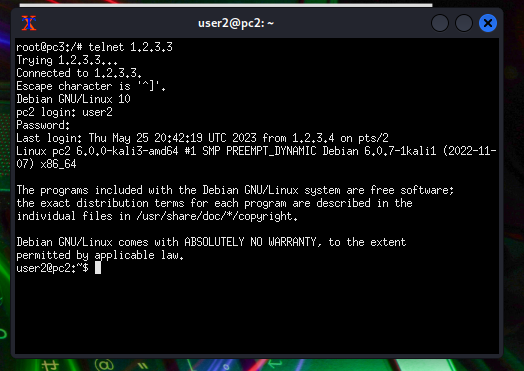 user2@pc2: ~
root@pc3:/# telnet 1.2.3.3
Trying 1.2.3.3...
Connected to 1.2.3.3.
Escape character is '^]'.
Debian GNU/Linux 10
pc2 login: user2
Password:
Last login: Thu May 25 20:42:19 UTC 2023 from 1.2.3.4 on pts/2
Linux pc2 6.0.0-kali3-amd64 #1 SMP PREEMPT_DYNAMIC Debian 6.0.7-1kali1 (2022-11-
07) x86_64
The programs included with the Debian GNU/Linux system are free software;
the exact distribution terms for each program are described in the
individual files in /usr/share/doc/*/copyright.
Debian GNU/Linux comes with ABSOLUTELY NO WARRANTY, to the extent
permitted by applicable law.
user2@pc2:~$